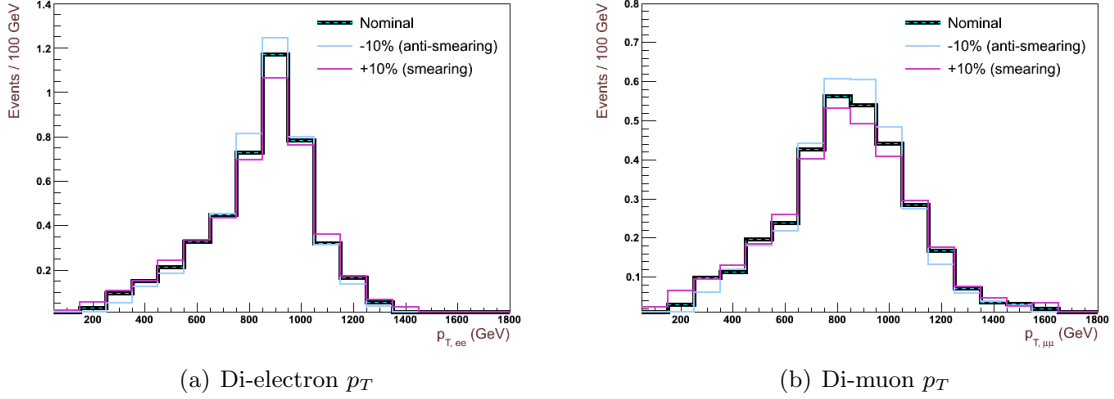 Events / 100 GeV
1.4
1.2
1
0.8
0.6
0.4
0.2
Nominal
-10% (anti-smearing)
+10% (smearing)
200 400 600 800 1000 1200 1400 1600 1800
p_T, ee (GeV)
(a) Di-electron p_T
Events / 100 GeV
0.8
0.7
0.6
0.5
0.4
0.3
0.2
0.1
Nominal
-10% (anti-smearing)
+10% (smearing)
200 400 600 800 1000 1200 1400 1600 1800
p_T, μμ (GeV)
(b) Di-muon p_T